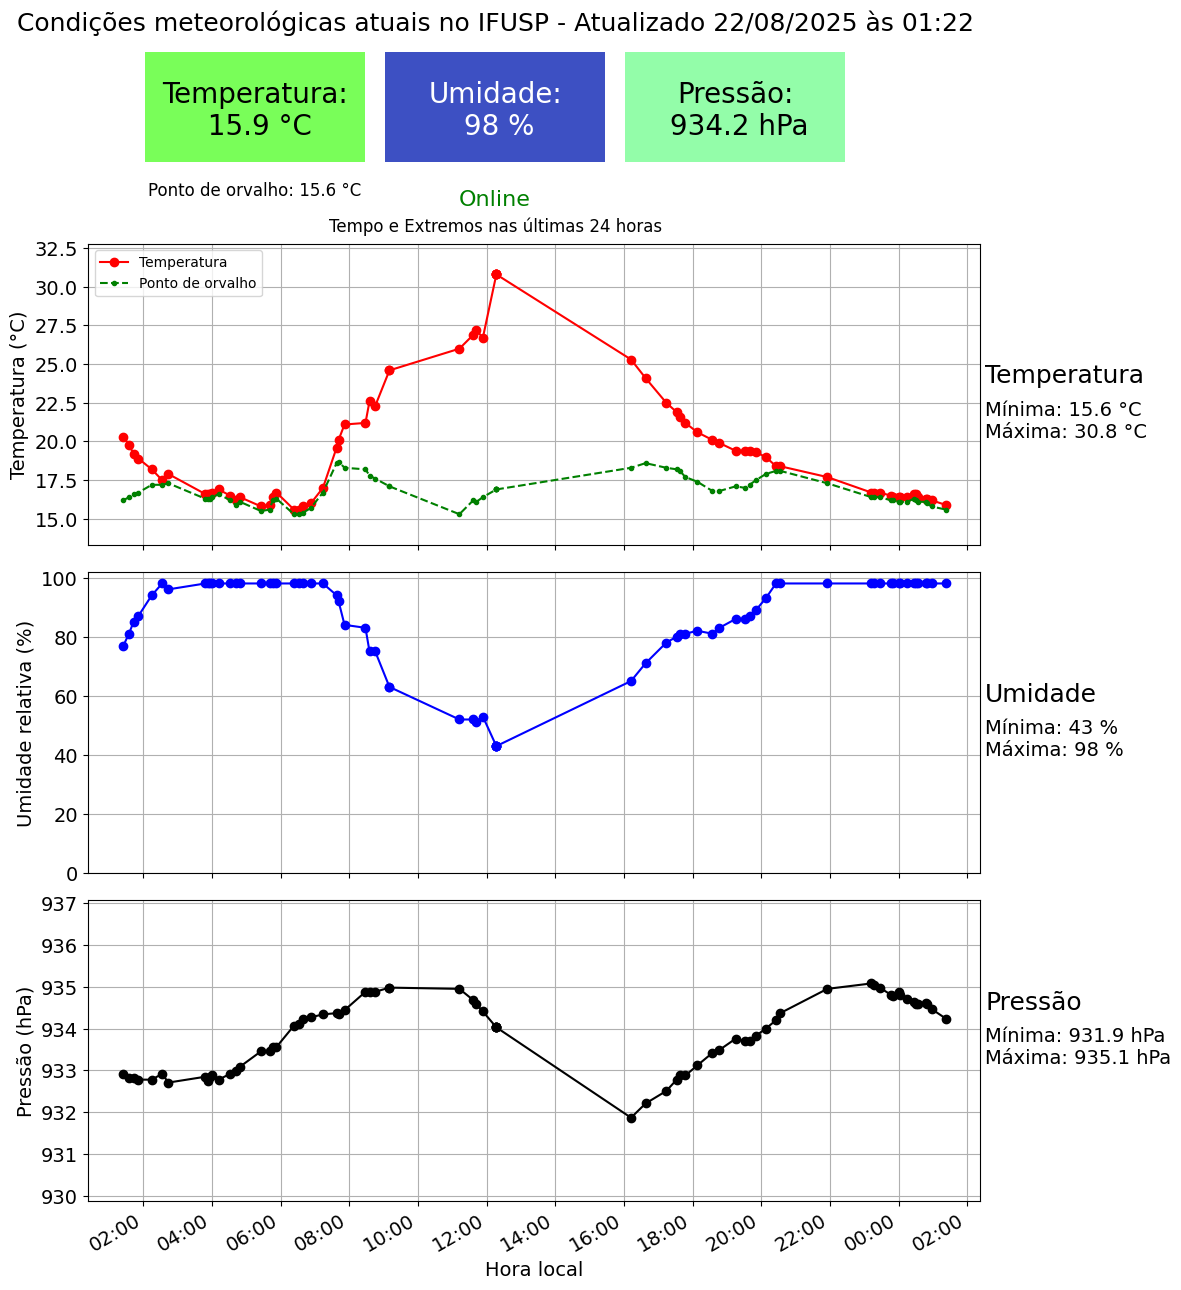 Condições meteorológicas atuais no IFUSP - Atualizado 22/08/2025 às 01:22
Temperatura:
15.9 °C
Umidade:
98 %
Pressão:
934.2 hPa
Ponto de orvalho: 15.6 °C
Online
Tempo e Extremos nas últimas 24 horas
Temperatura (°C)
32.5
30.0
27.5
25.0
22.5
20.0
17.5
15.0
Temperatura
Ponto de orvalho
Temperatura
Mínima: 15.6 °C
Máxima: 30.8 °C
Umidade relativa (%)
100
80
60
40
20
0
Umidade
Mínima: 43 %
Máxima: 98 %
Pressão (hPa)
937
936
935
934
933
932
931
930
Pressão
Mínima: 931.9 hPa
Máxima: 935.1 hPa
02:00
04:00
06:00
08:00
10:00
12:00
14:00
16:00
18:00
20:00
22:00
00:00
02:00
Hora local